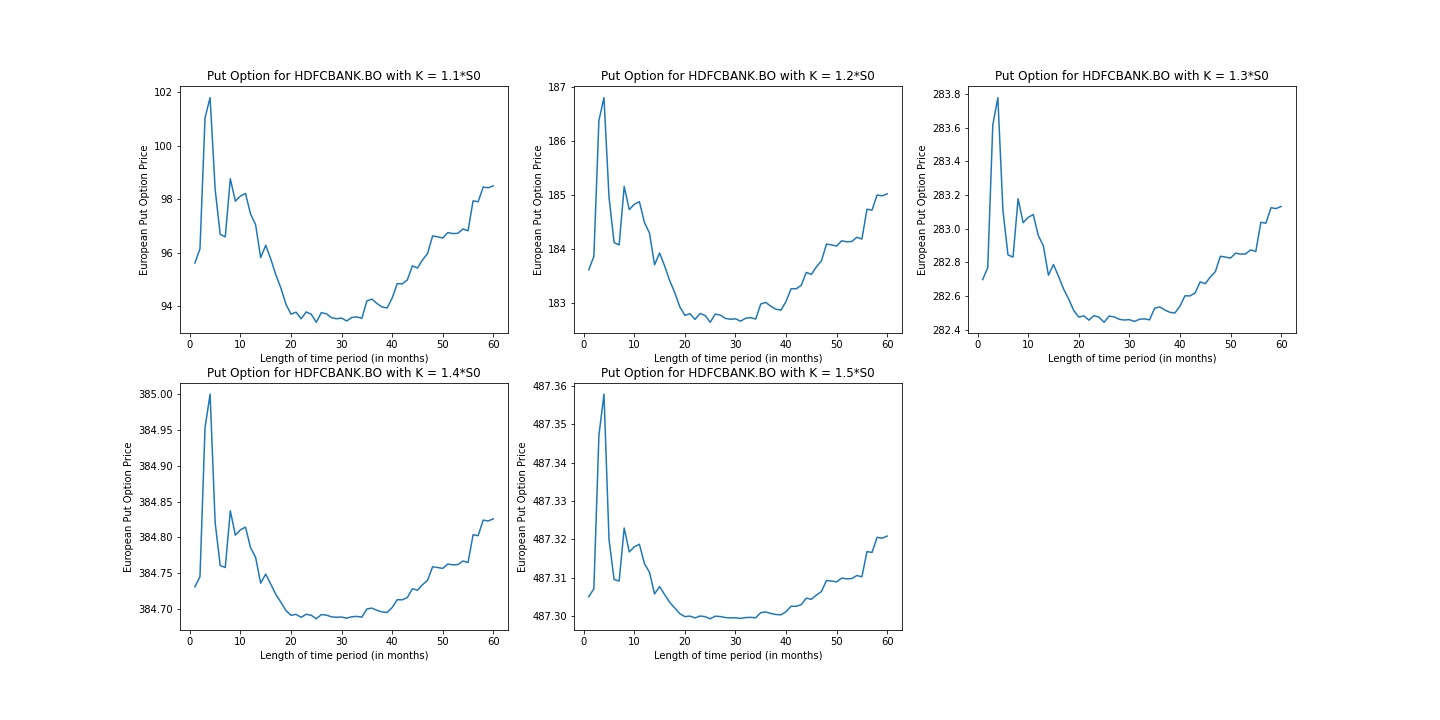 Put Option for HDFCBANK.BO with K = 1.1*S0
102
100
98
96
94
European Put Option Price
0 10 20 30 40 50 60
Length of time period (in months)
Put Option for HDFCBANK.BO with K = 1.2*S0
187
186
185
184
183
European Put Option Price
0 10 20 30 40 50 60
Length of time period (in months)
Put Option for HDFCBANK.BO with K = 1.3*S0
283.8
283.6
283.4
283.2
283.0
282.8
282.6
282.4
European Put Option Price
0 10 20 30 40 50 60
Length of time period (in months)
Put Option for HDFCBANK.BO with K = 1.4*S0
385.00
384.95
384.90
384.85
384.80
384.75
384.70
European Put Option Price
0 10 20 30 40 50 60
Length of time period (in months)
Put Option for HDFCBANK.BO with K = 1.5*S0
487.36
487.35
487.34
487.33
487.32
487.31
487.30
European Put Option Price
0 10 20 30 40 50 60
Length of time period (in months)